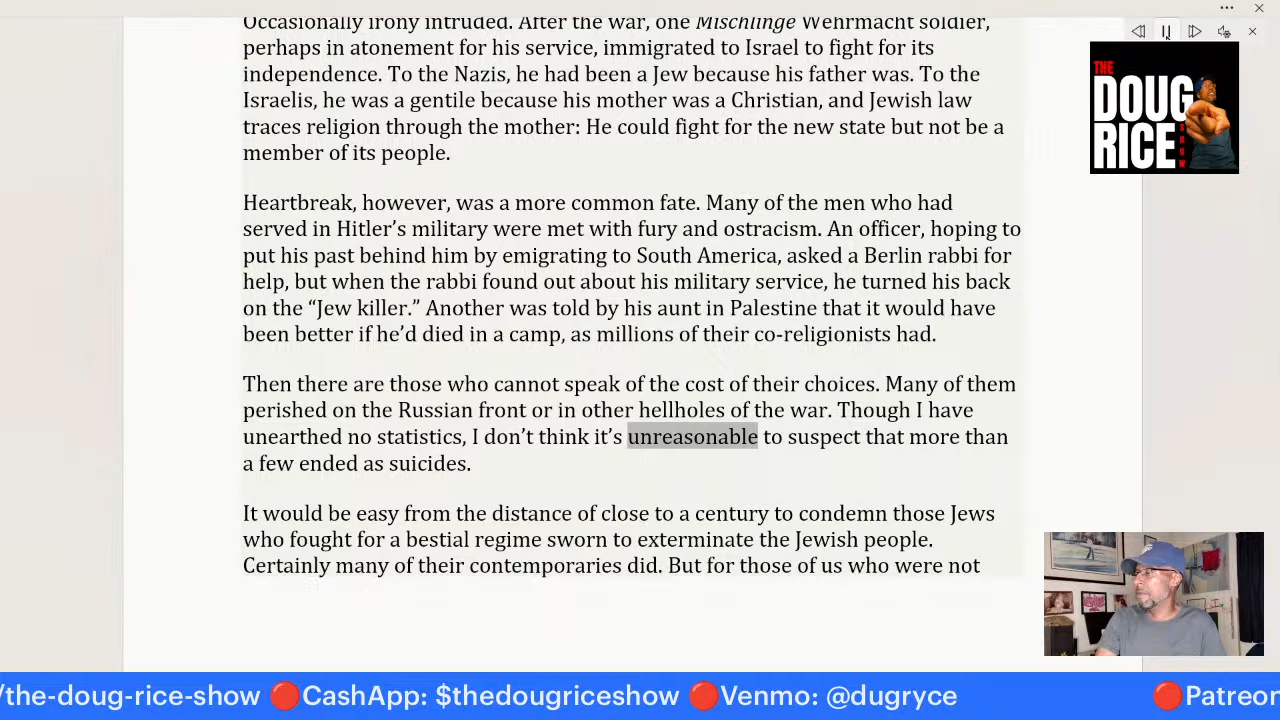 Occasionally irony intruded. After the war, one Mischlinge Wehrmacht soldier,
perhaps in atonement for his service, immigrated to Israel to fight for its
independence. To the Nazis, he had been a Jew because his father was. To the
Israelis, he was a gentile because his mother was a Christian, and Jewish law
traces religion through the mother: He could fight for the new state but not be a
member of its people.
Heartbreak, however, was a more common fate. Many of the men who had
served in Hitler’s military were met with fury and ostracism. An officer, hoping to
put his past behind him by emigrating to South America, asked a Berlin rabbi for
help, but when the rabbi found out about his military service, he turned his back
on the “Jew killer.” Another was told by his aunt in Palestine that it would have
been better if he’d died in a camp, as millions of their co-religionists had.
Then there are those who cannot speak of the cost of their choices. Many of them
perished on the Russian front or in other hellholes of the war. Though I have
unearthed no statistics, I don’t think it’s unreasonable to suspect that more than
a few ended as suicides.
It would be easy from the distance of close to a century to condemn those Jews
who fought for a bestial regime sworn to exterminate the Jewish people.
Certainly many of their contemporaries did. But for those of us who were not
THE
DOUG
RICE
SHOW
/the-doug-rice-show 🔴CashApp: $thedougriceshow 🔴Venmo: @dugryce 🔴Patreon